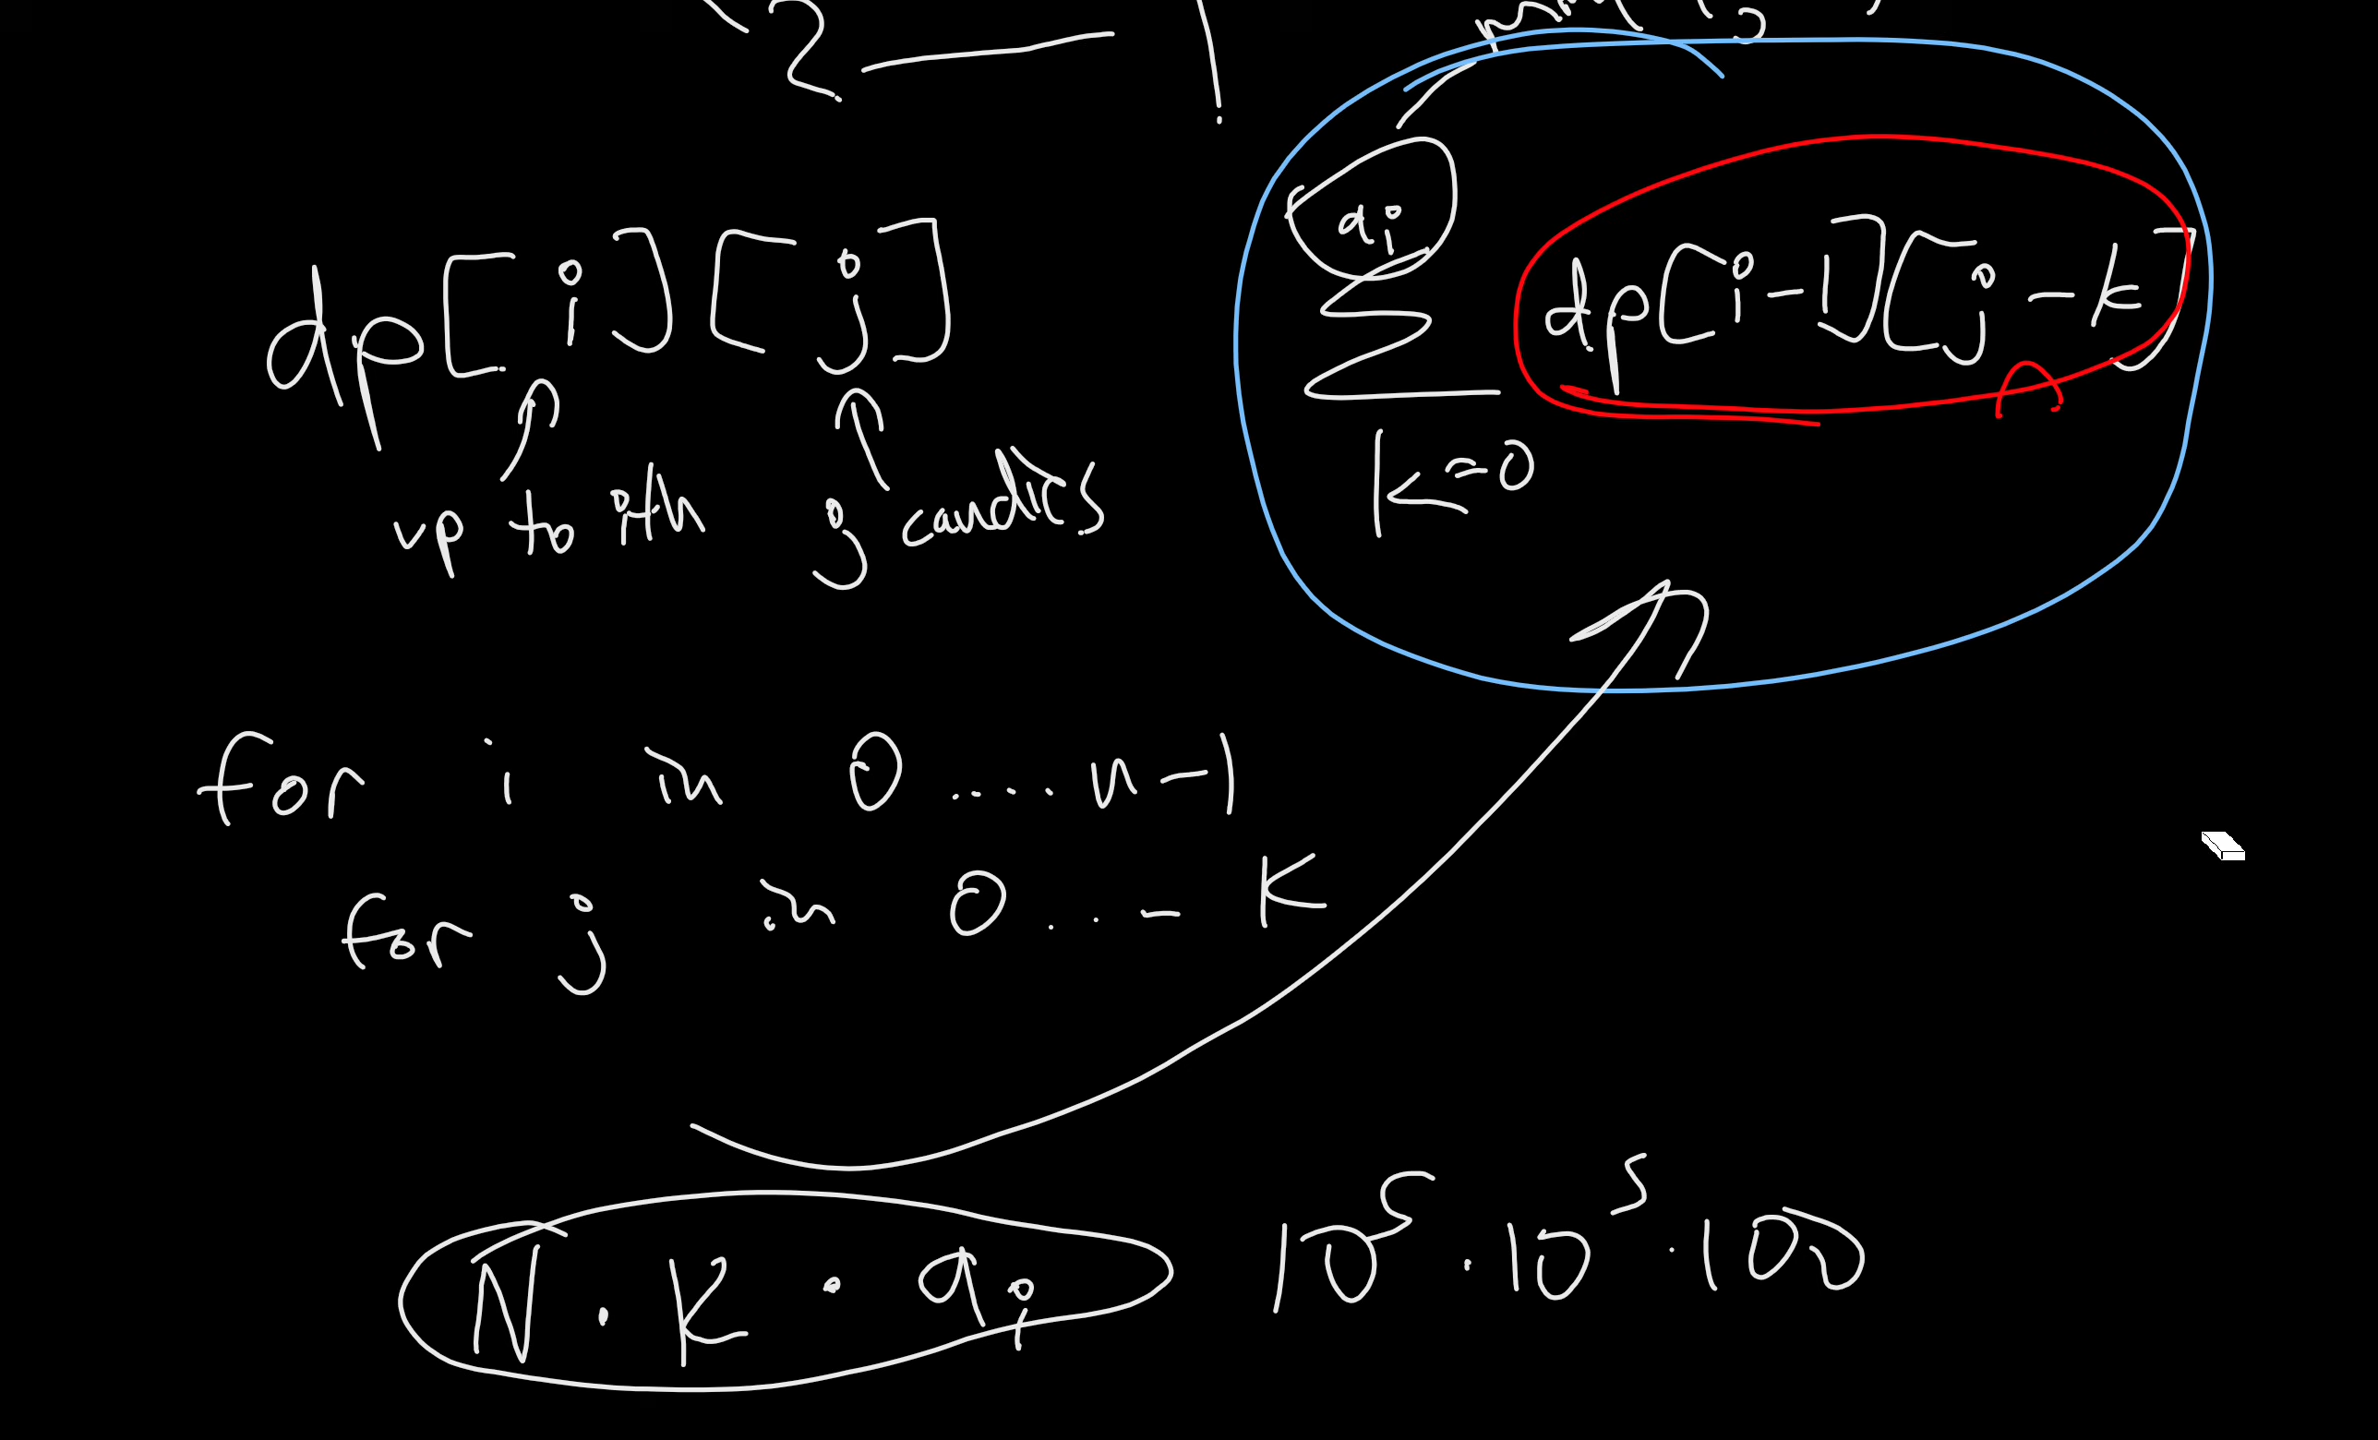 2
dp[i][j]
a_i
∑ dp[i-1][j-k]
k=0
up to ith j candies
for i in 0....n-1
for j in 0..-K
N . K . a_i 10^5 . 10^5 . 100